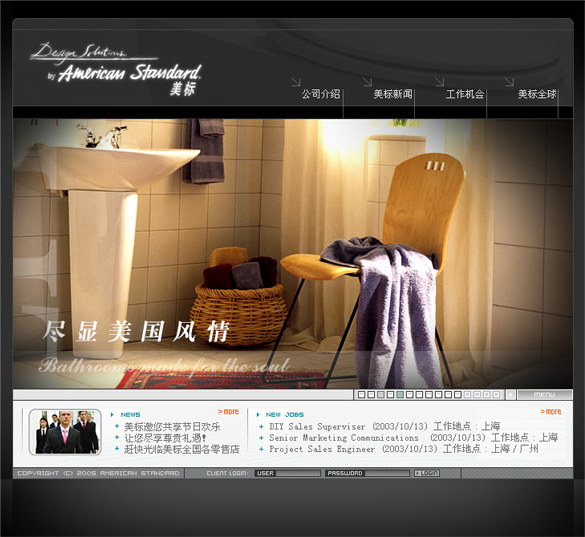 Design Solutions
by American Standard
美标
公司介绍 美标新闻 工作机会 美标全球
尽显美国风情
Bathrooms made for the soul
MENU
NEWS >more
美标邀您共享节日欢乐
让您尽享尊贵礼遇!
赶快光临美标全国各零售店
NEW JOBS >more
DIY Sales Superviser (2003/10/13) 工作地点:上海
Senior Marketing Communications (2003/10/13) 工作地点:上海
Project Sales Engineer (2003/10/13) 工作地点:上海/广州
COPYRIGHT (C) 2005 AMERICAN STANDARD CLIENT LOGIN: USER PASSWORD LOGIN